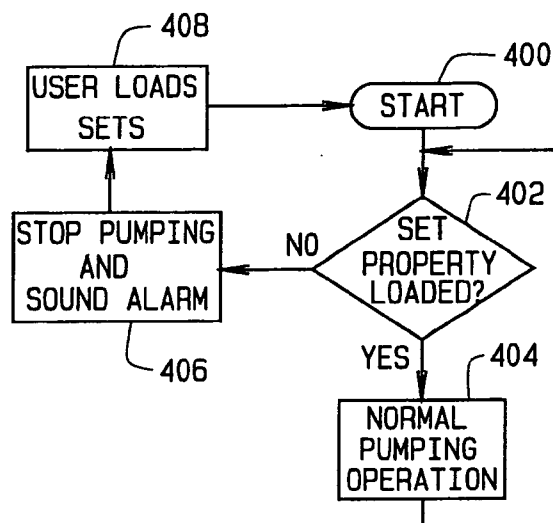 408
USER LOADS
SETS
400
START
402
SET
PROPERTY
LOADED?
NO
STOP PUMPING
AND
SOUND ALARM
406
YES
404
NORMAL
PUMPING
OPERATION